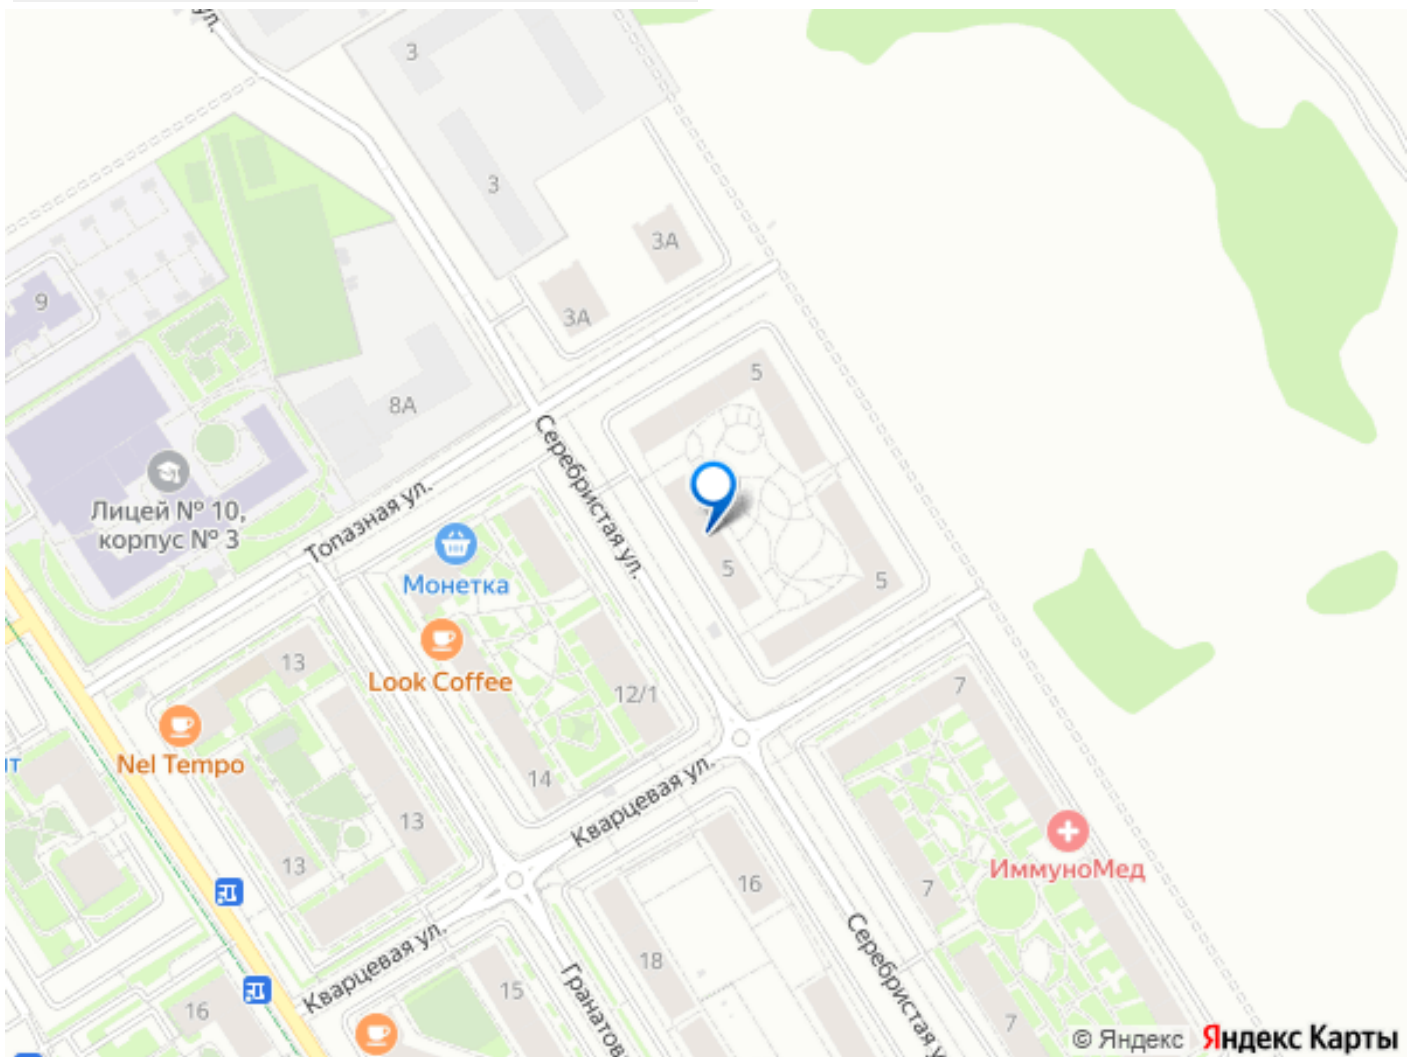 ул.
3
3
3А
3А
9
8А
5
Серебристая ул.
Лицей № 10,
корпус № 3
Топазная ул.
Монетка
5
5
Look Coffee
13
12/1
7
Nel Tempo
14
Кварцевая ул.
13
13
ИммуноМед
16
7
Кварцевая ул.
18
Серебристая у
15
Гранатов
16
7
© Яндекс
Яндекс Карты